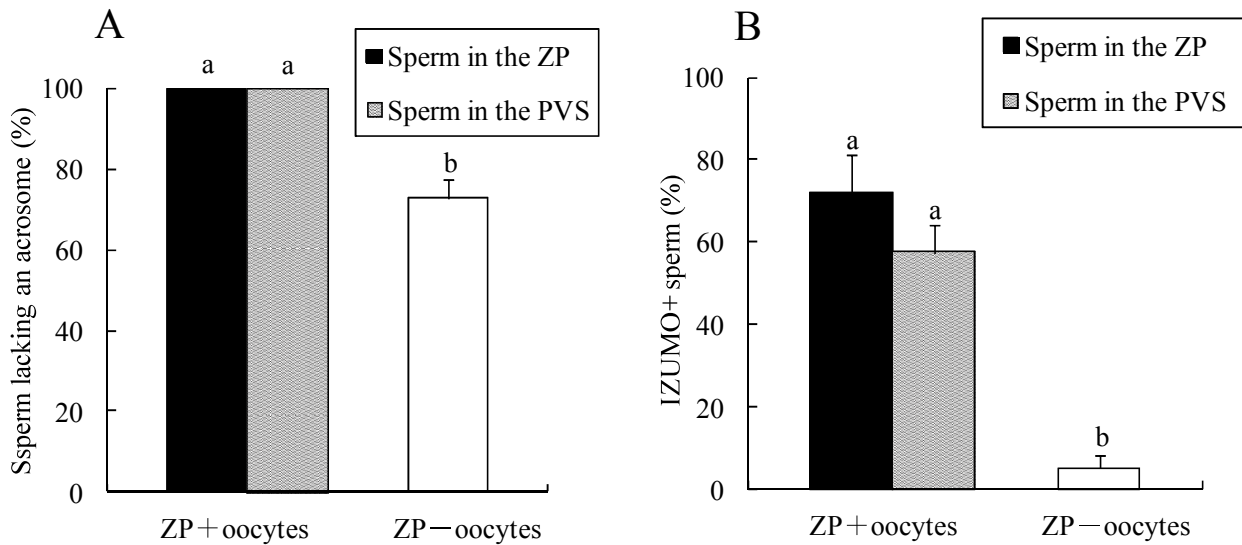 A
Sperm in the ZP
Sperm in the PVS
Ssperm lacking an acrosome (%)
100
80
60
40
20
0
a
a
b
ZP+oocytes
ZP−oocytes
B
Sperm in the ZP
Sperm in the PVS
IZUMO+ sperm (%)
100
80
60
40
20
0
a
a
b
ZP+oocytes
ZP−oocytes